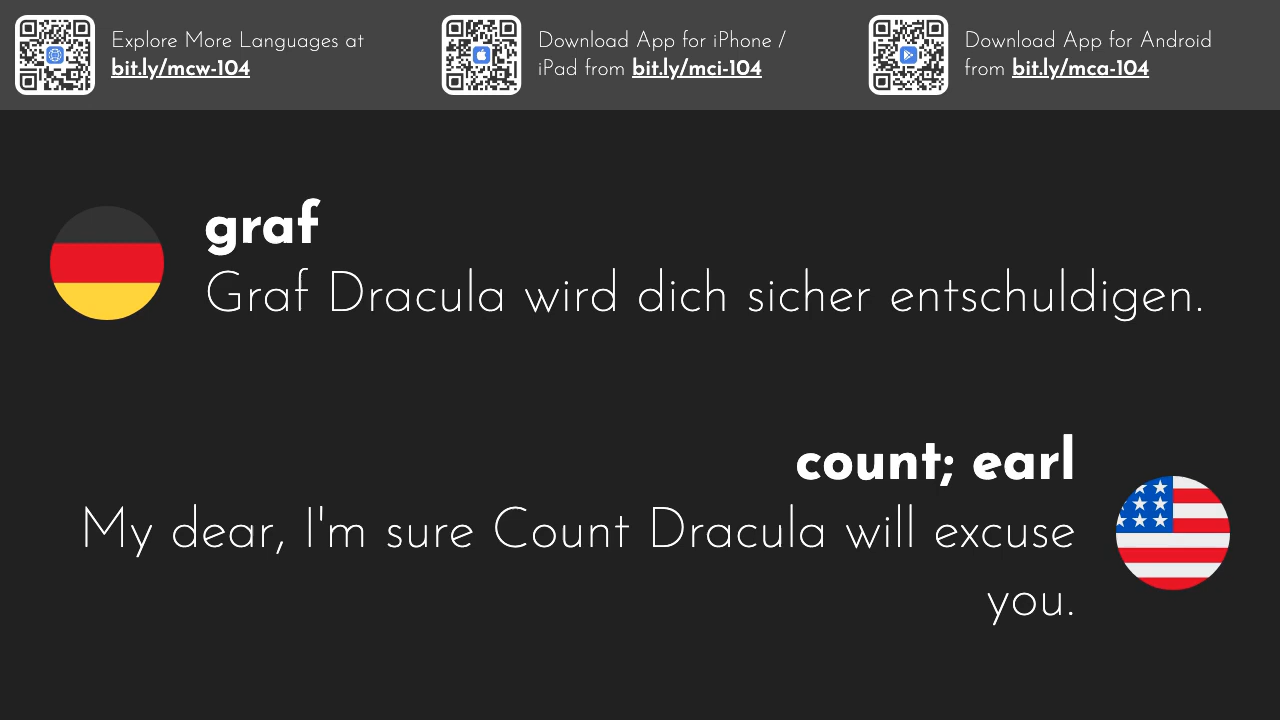 Explore More Languages at
bit.ly/mcw-104
Download App for iPhone /
iPad from bit.ly/mci-104
Download App for Android
from bit.ly/mca-104
graf
Graf Dracula wird dich sicher entschuldigen.
count; earl
My dear, I'm sure Count Dracula will excuse
you.